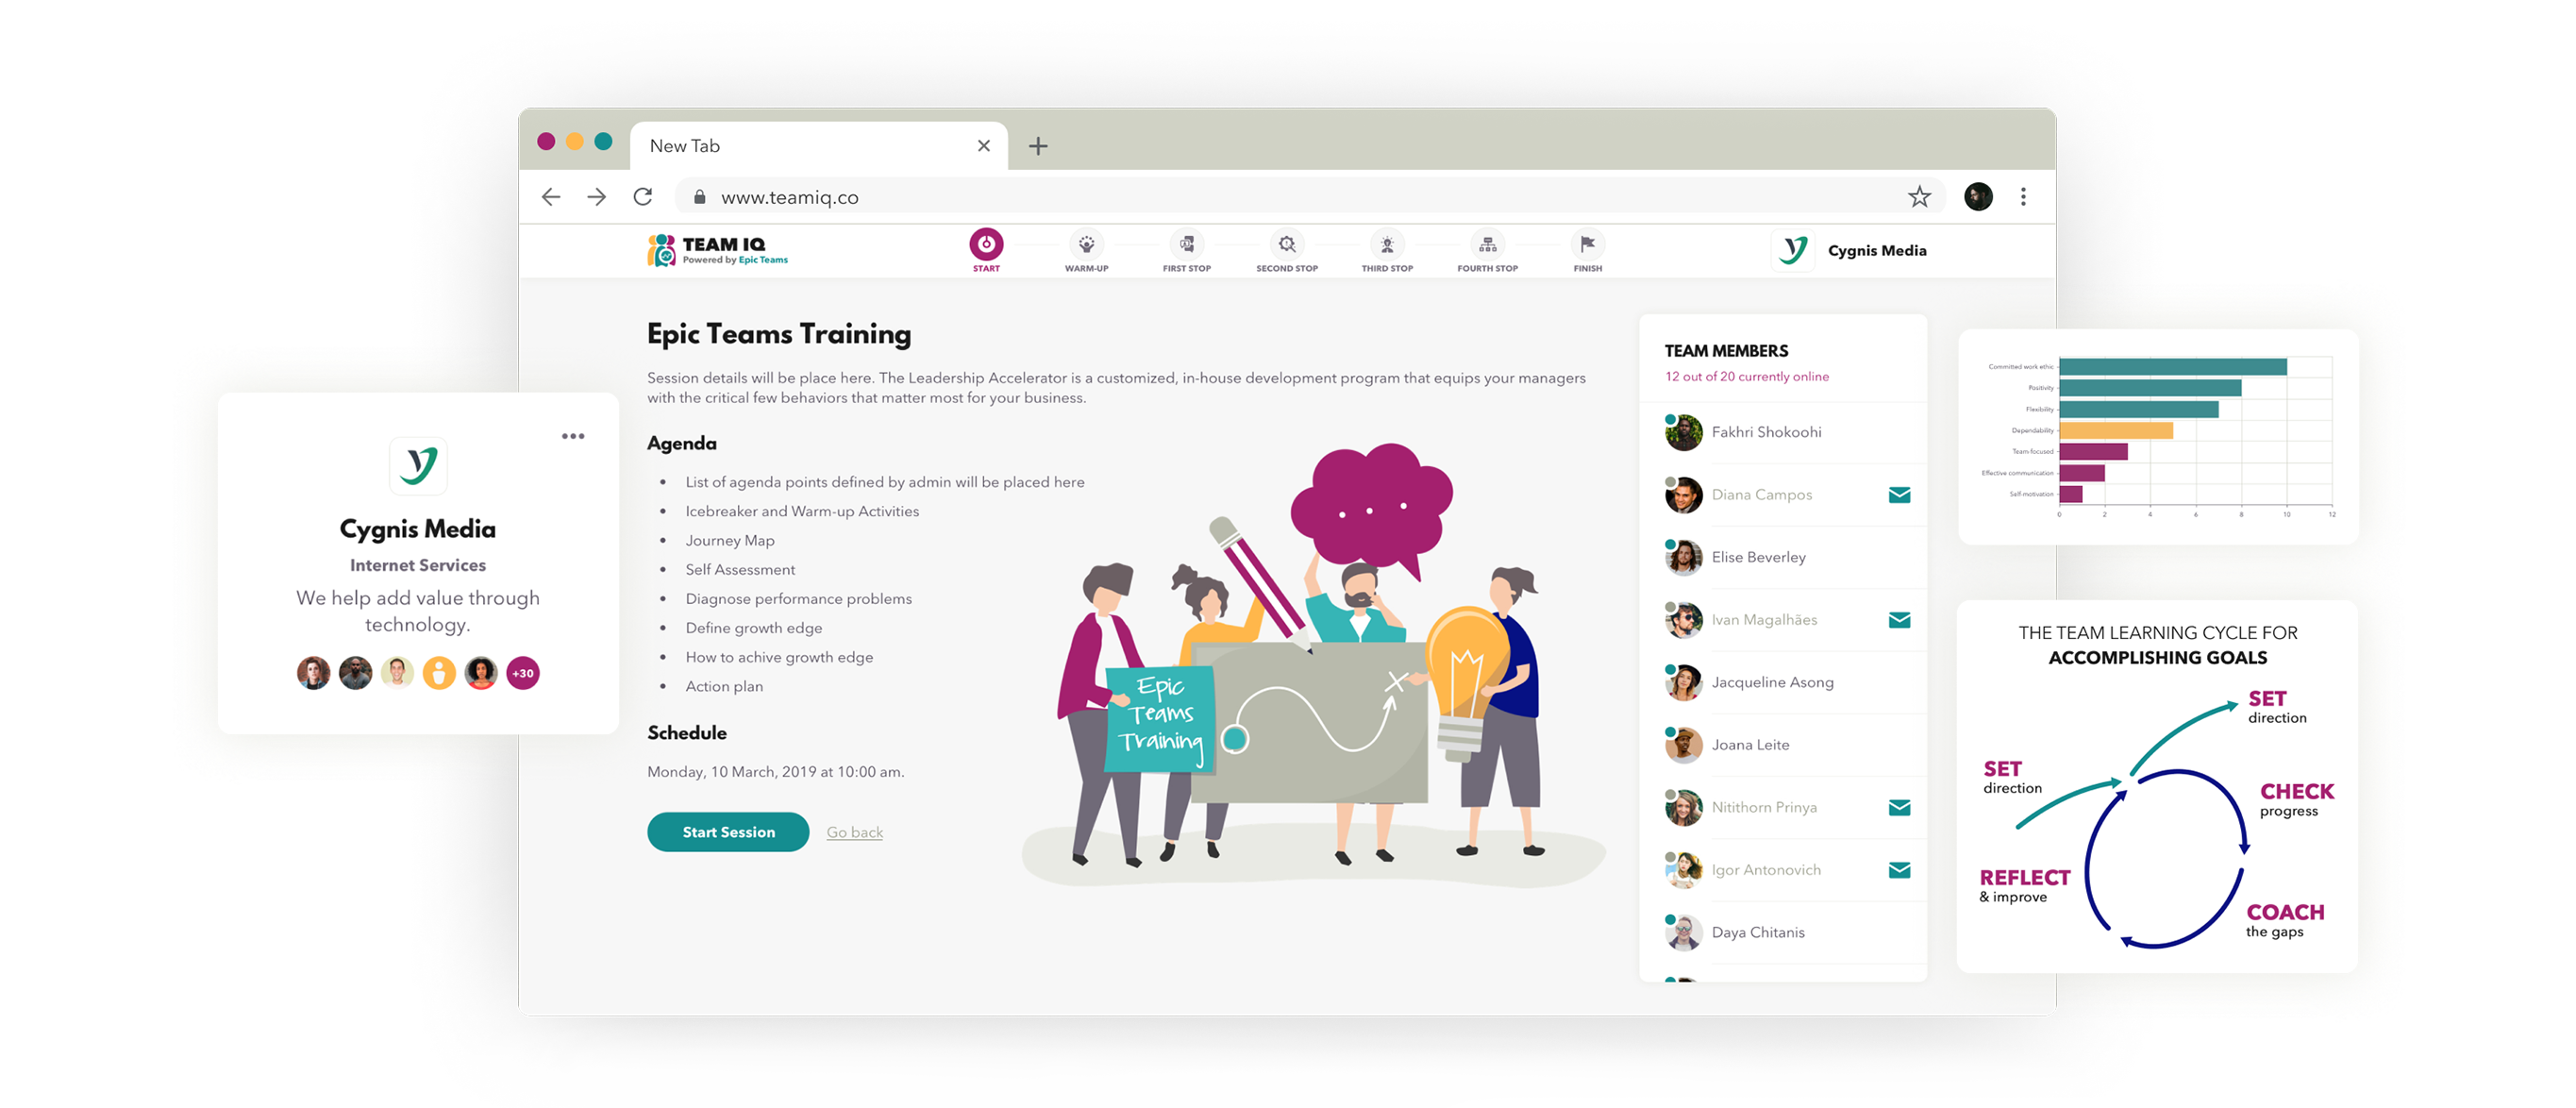 New Tab
www.teamiq.co
TEAM IQ
Powered by Epic Teams
START
WARM-UP
FIRST STOP
SECOND STOP
THIRD STOP
FOURTH STOP
FINISH
Cygnis Media
Cygnis Media
Internet Services
We help add value through
technology.
+30
Epic Teams Training
Session details will be place here. The Leadership Accelerator is a customized, in-house development program that equips your managers
with the critical few behaviors that matter most for your business.
Agenda
• List of agenda points defined by admin will be placed here
• Icebreaker and Warm-up Activities
• Journey Map
• Self Assessment
• Diagnose performance problems
• Define growth edge
• How to achive growth edge
• Action plan
Schedule
Monday, 10 March, 2019 at 10:00 am.
Start Session
Go back
Epic
Teams
Training
TEAM MEMBERS
12 out of 20 currently online
Fakhri Shokoohi
Diana Campos
Elise Beverley
Ivan Magalhães
Jacqueline Asong
Joana Leite
Nitithorn Prinya
Igor Antonovich
Daya Chitanis
Committed work ethic
Positivity
Flexibility
Dependability
Team-focused
Effective communication
Self-motivation
0 2 4 6 8 10 12
THE TEAM LEARNING CYCLE FOR
ACCOMPLISHING GOALS
SET
direction
SET
direction
CHECK
progress
REFLECT
& improve
COACH
the gaps